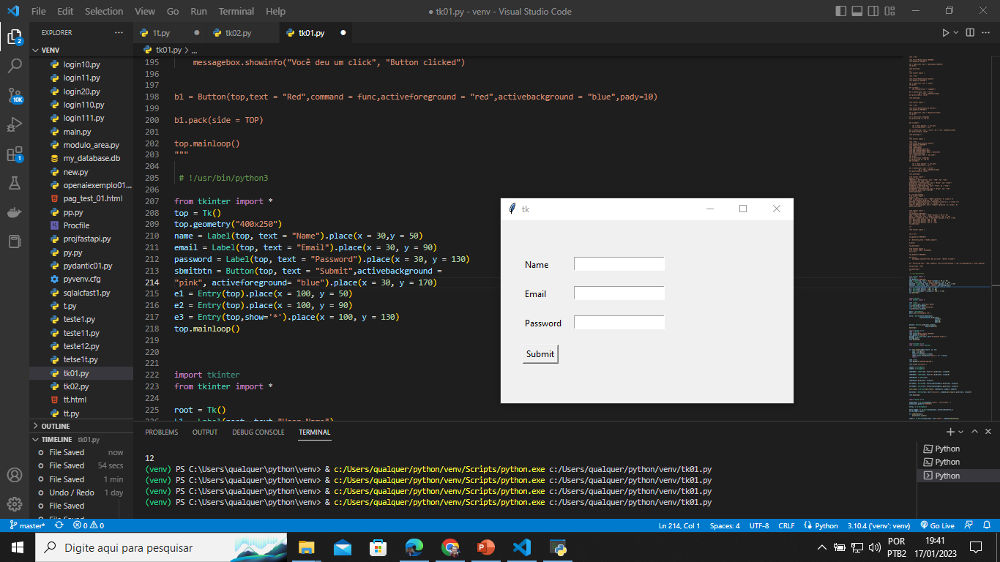 File Edit Selection View Go Run Terminal Help
● tk01.py - venv - Visual Studio Code
EXPLORER
VENV
login10.py
login11.py
login20.py
login110.py
login111.py
main.py
modulo_area.py
my_database.db
new.py
openaiexemplo01...
pag_test_01.html
pp.py
Procfile
projfastapi.py
py.py
pydantic01.py
pyvenv.cfg
sqlalcfast1.py
t.py
teste1.py
teste11.py
teste12.py
tetse1t.py
tk01.py
tk02.py
tt.html
tt.py
OUTLINE
TIMELINE tk01.py
File Saved now
File Saved 54 secs
File Saved 1 min
Undo / Redo 1 day
File Saved
2
10K
1
1t.py ● tk02.py tk01.py ●
tk01.py > ...
195 messagebox.showinfo("Você deu um click", "Button clicked")
196
197
198 b1 = Button(top,text = "Red",command = func,activeforeground = "red",activebackground = "blue",pady=10)
199
200 b1.pack(side = TOP)
201
202 top.mainloop()
203 """
204
205 # !/usr/bin/python3
206
207 from tkinter import *
208 top = Tk()
209 top.geometry("400x250")
210 name = Label(top, text = "Name").place(x = 30,y = 50)
211 email = Label(top, text = "Email").place(x = 30, y = 90)
212 password = Label(top, text = "Password").place(x = 30, y = 130)
213 sbmitbtn = Button(top, text = "Submit",activebackground =
214 "pink", activeforeground= "blue").place(x = 30, y = 170)
215 e1 = Entry(top).place(x = 100, y = 50)
216 e2 = Entry(top).place(x = 100, y = 90)
217 e3 = Entry(top,show='*').place(x = 100, y = 130)
218 top.mainloop()
219
220
221
222 import tkinter
223 from tkinter import *
224
225 root = Tk()
tk
Name
Email
Password
Submit
PROBLEMS OUTPUT DEBUG CONSOLE TERMINAL
12
(venv) PS C:\Users\qualquer\python\venv> & c:/Users/qualquer/python/venv/Scripts/python.exe c:/Users/qualquer/python/venv/tk01.py
(venv) PS C:\Users\qualquer\python\venv> & c:/Users/qualquer/python/venv/Scripts/python.exe c:/Users/qualquer/python/venv/tk01.py
(venv) PS C:\Users\qualquer\python\venv> & c:/Users/qualquer/python/venv/Scripts/python.exe c:/Users/qualquer/python/venv/tk01.py
(venv) PS C:\Users\qualquer\python\venv> & c:/Users/qualquer/python/venv/Scripts/python.exe c:/Users/qualquer/python/venv/tk01.py
Python
Python
Python
master* 0 0 Ln 214, Col 1 Spaces: 4 UTF-8 CRLF Python 3.10.4 ('venv': venv) Go Live
Digite aqui para pesquisar
POR
PTB2
19:41
17/01/2023